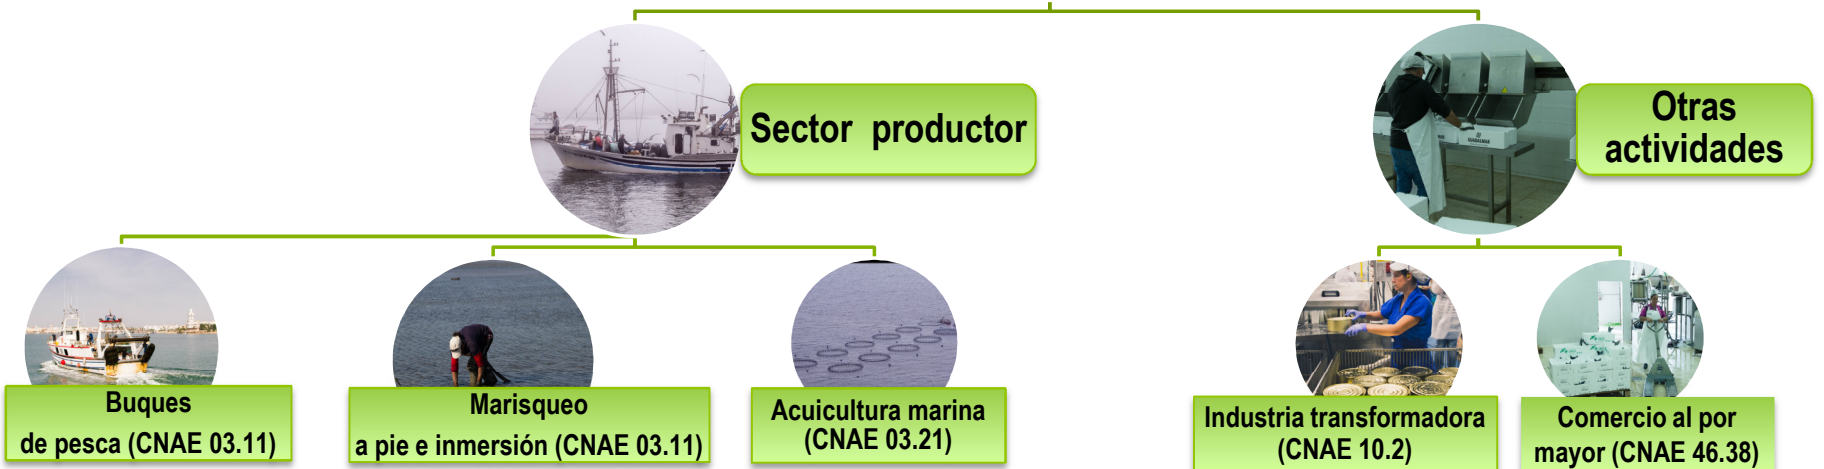 Sector productor
Otras
actividades
Buques
de pesca (CNAE 03.11)
Marisqueo
a pie e inmersión (CNAE 03.11)
Acuicultura marina
(CNAE 03.21)
Industria transformadora
(CNAE 10.2)
Comercio al por
mayor (CNAE 46.38)